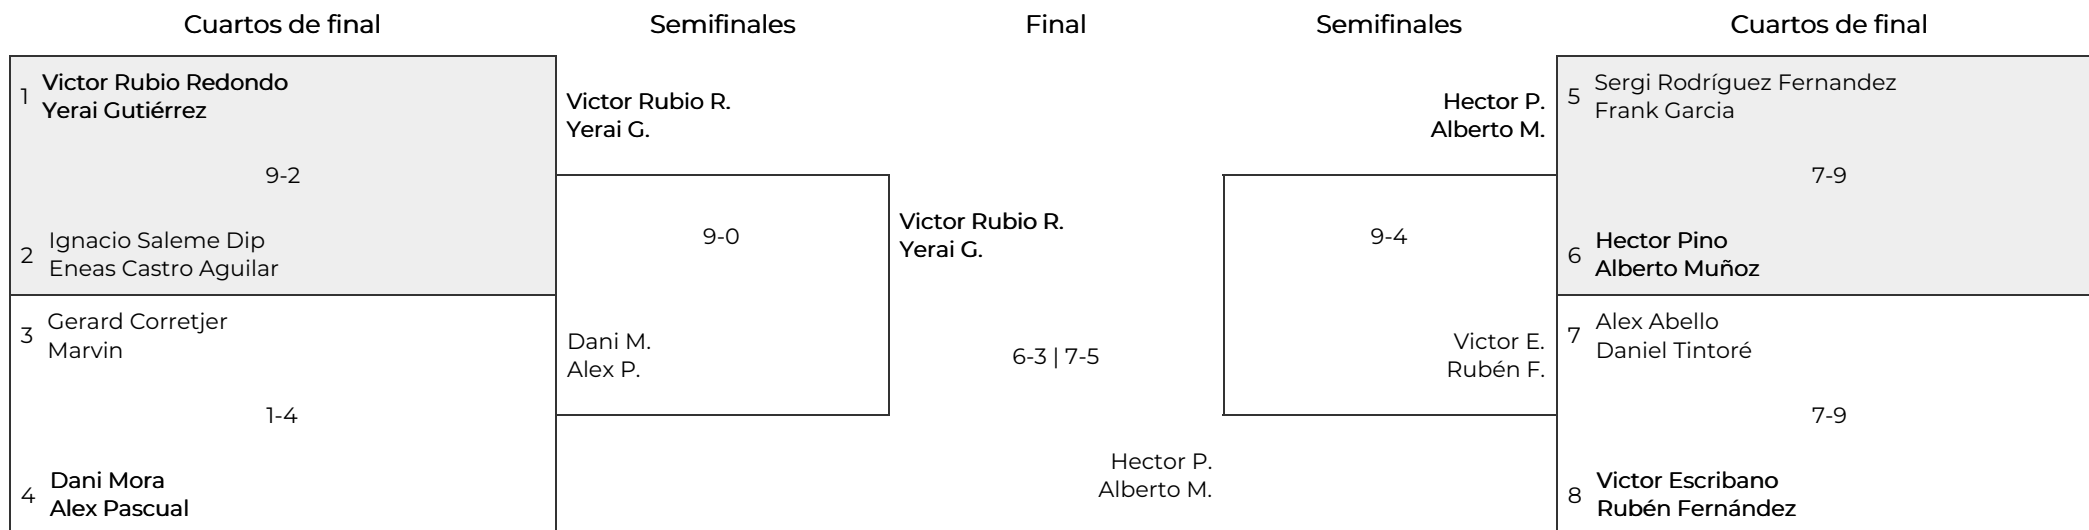 Cuartos de final
Semifinales
Final
Semifinales
Cuartos de final
1
Victor Rubio Redondo
Yerai Gutiérrez
9-2
2
Ignacio Saleme Dip
Eneas Castro Aguilar
3
Gerard Corretjer
Marvin
1-4
4
Dani Mora
Alex Pascual
Victor Rubio R.
Yerai G.
9-0
Dani M.
Alex P.
Victor Rubio R.
Yerai G.
6-3 | 7-5
Hector P.
Alberto M.
Hector P.
Alberto M.
9-4
Victor E.
Rubén F.
5
Sergi Rodríguez Fernandez
Frank Garcia
7-9
6
Hector Pino
Alberto Muñoz
7
Alex Abello
Daniel Tintoré
7-9
8
Victor Escribano
Rubén Fernández